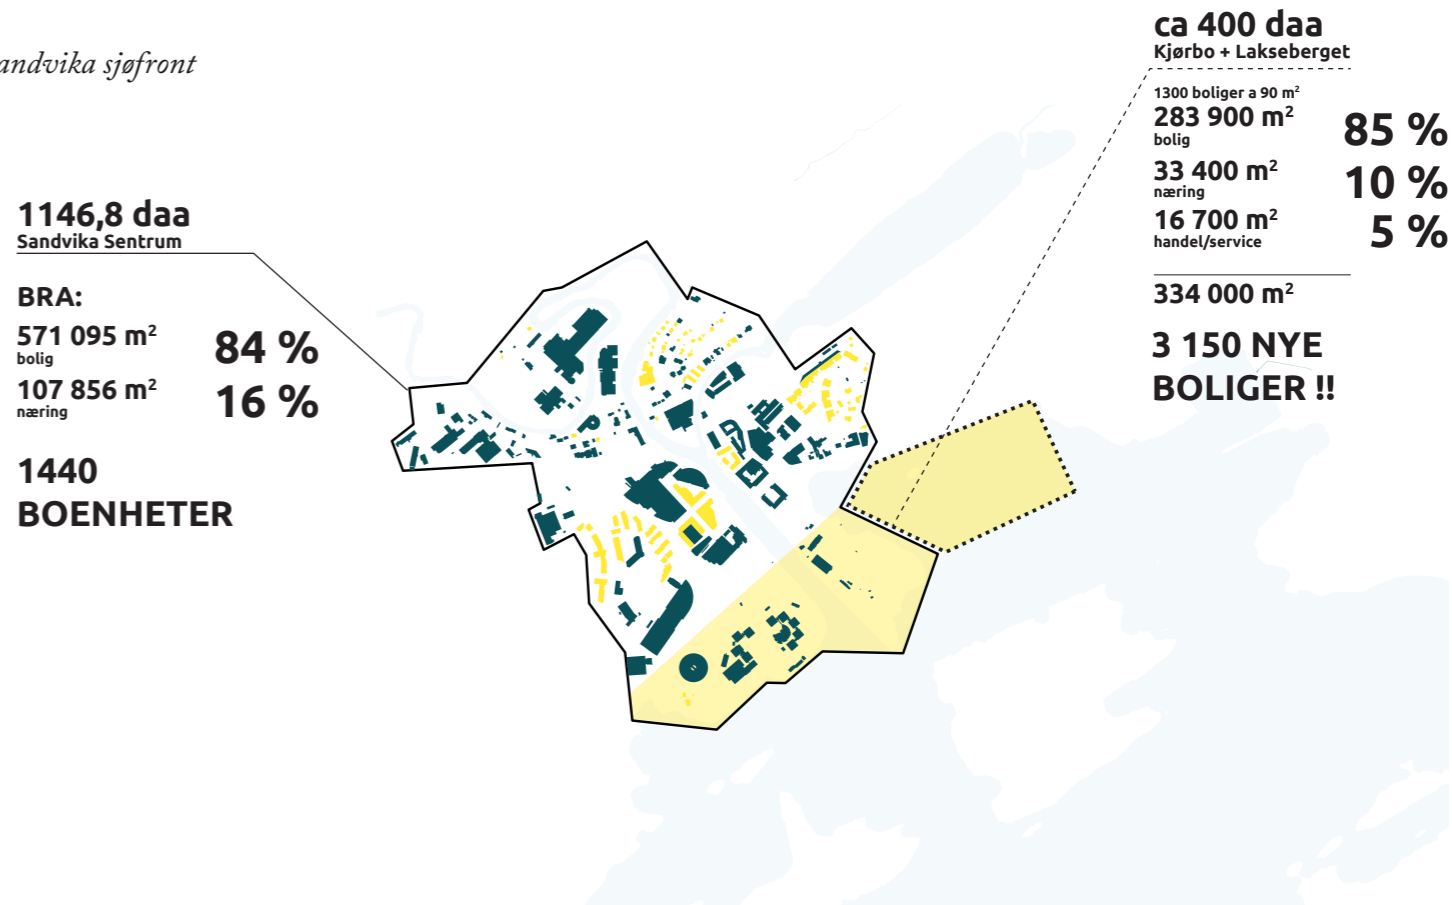 andvika sjøfront
1146,8 daa
Sandvika Sentrum
BRA:
571 095 m²
bolig
84 %
107 856 m²
næring
16 %
1440
BOENHETER
ca 400 daa
Kjørbo + Lakseberget
1300 boliger a 90 m²
283 900 m²
bolig
85 %
33 400 m²
næring
10 %
16 700 m²
handel/service
5 %
334 000 m²
3 150 NYE
BOLIGER !!